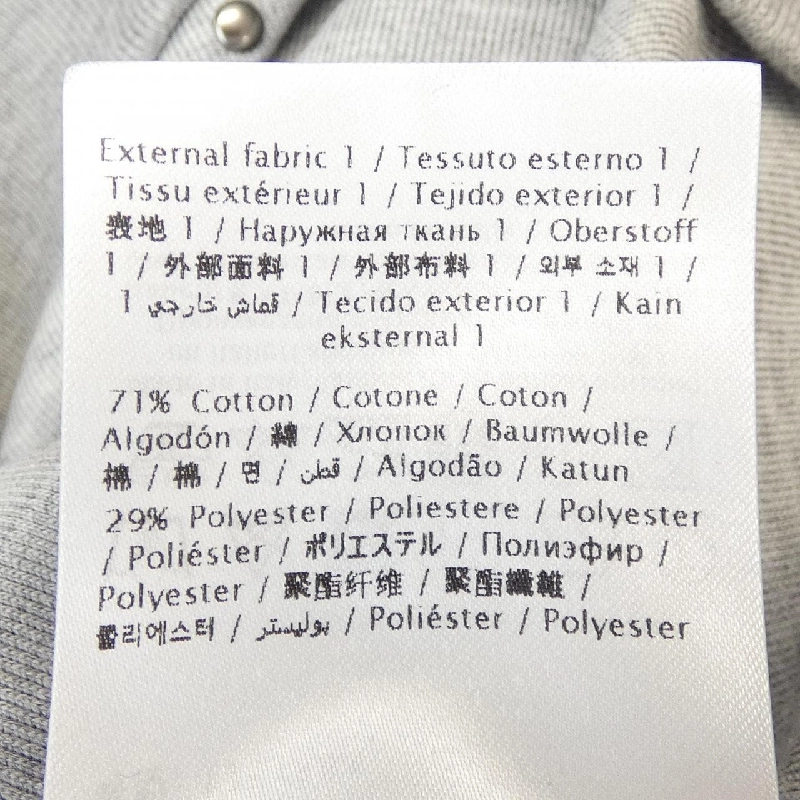 External fabric 1 / Tessuto esterno 1 /
Tissu extérieur 1 / Tejido exterior 1 /
表地 1 / Наружная ткань 1 / Oberstoff
1 / 外部面料 1 / 外部布料 1 / 외부 소재 1 /
1 قماش خارجي / Tecido exterior 1 / Kain
eksternal 1
71% Cotton / Cotone / Coton /
Algodón / 綿 / Хлопок / Baumwolle /
棉 / 棉 / 면 / قطن / Algodão / Katun
29% Polyester / Poliestere / Polyester
/ Poliéster / ポリエステル / Полиэфир /
Polyester / 聚酯纤维 / 聚酯纖維 /
폴리에스터 / بوليستر / Poliéster / Polyester